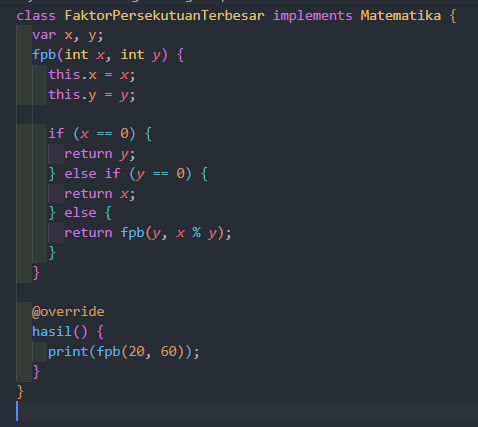 class FaktorPersekutuanTerbesar implements Matematika {
  var x, y;
  fpb(int x, int y) {
    this.x = x;
    this.y = y;

    if (x == 0) {
      return y;
    } else if (y == 0) {
      return x;
    } else {
      return fpb(y, x % y);
    }
  }

  @override
  hasil() {
    print(fpb(20, 60));
  }
}